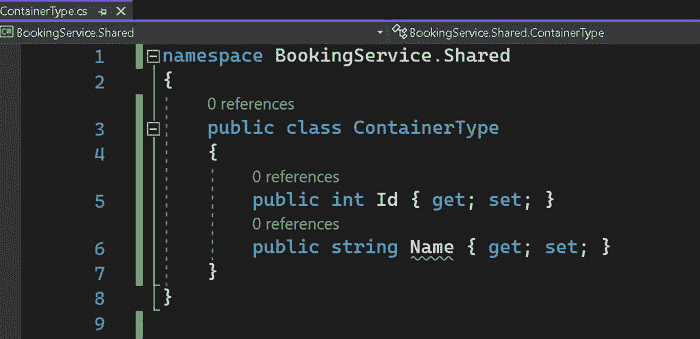 ContainerType.cs
BookingService.Shared BookingService.Shared.ContainerType
1 namespace BookingService.Shared
2 {
0 references
3 public class ContainerType
4 {
0 references
5 public int Id { get; set; }
0 references
6 public string Name { get; set; }
7 }
8 }
9